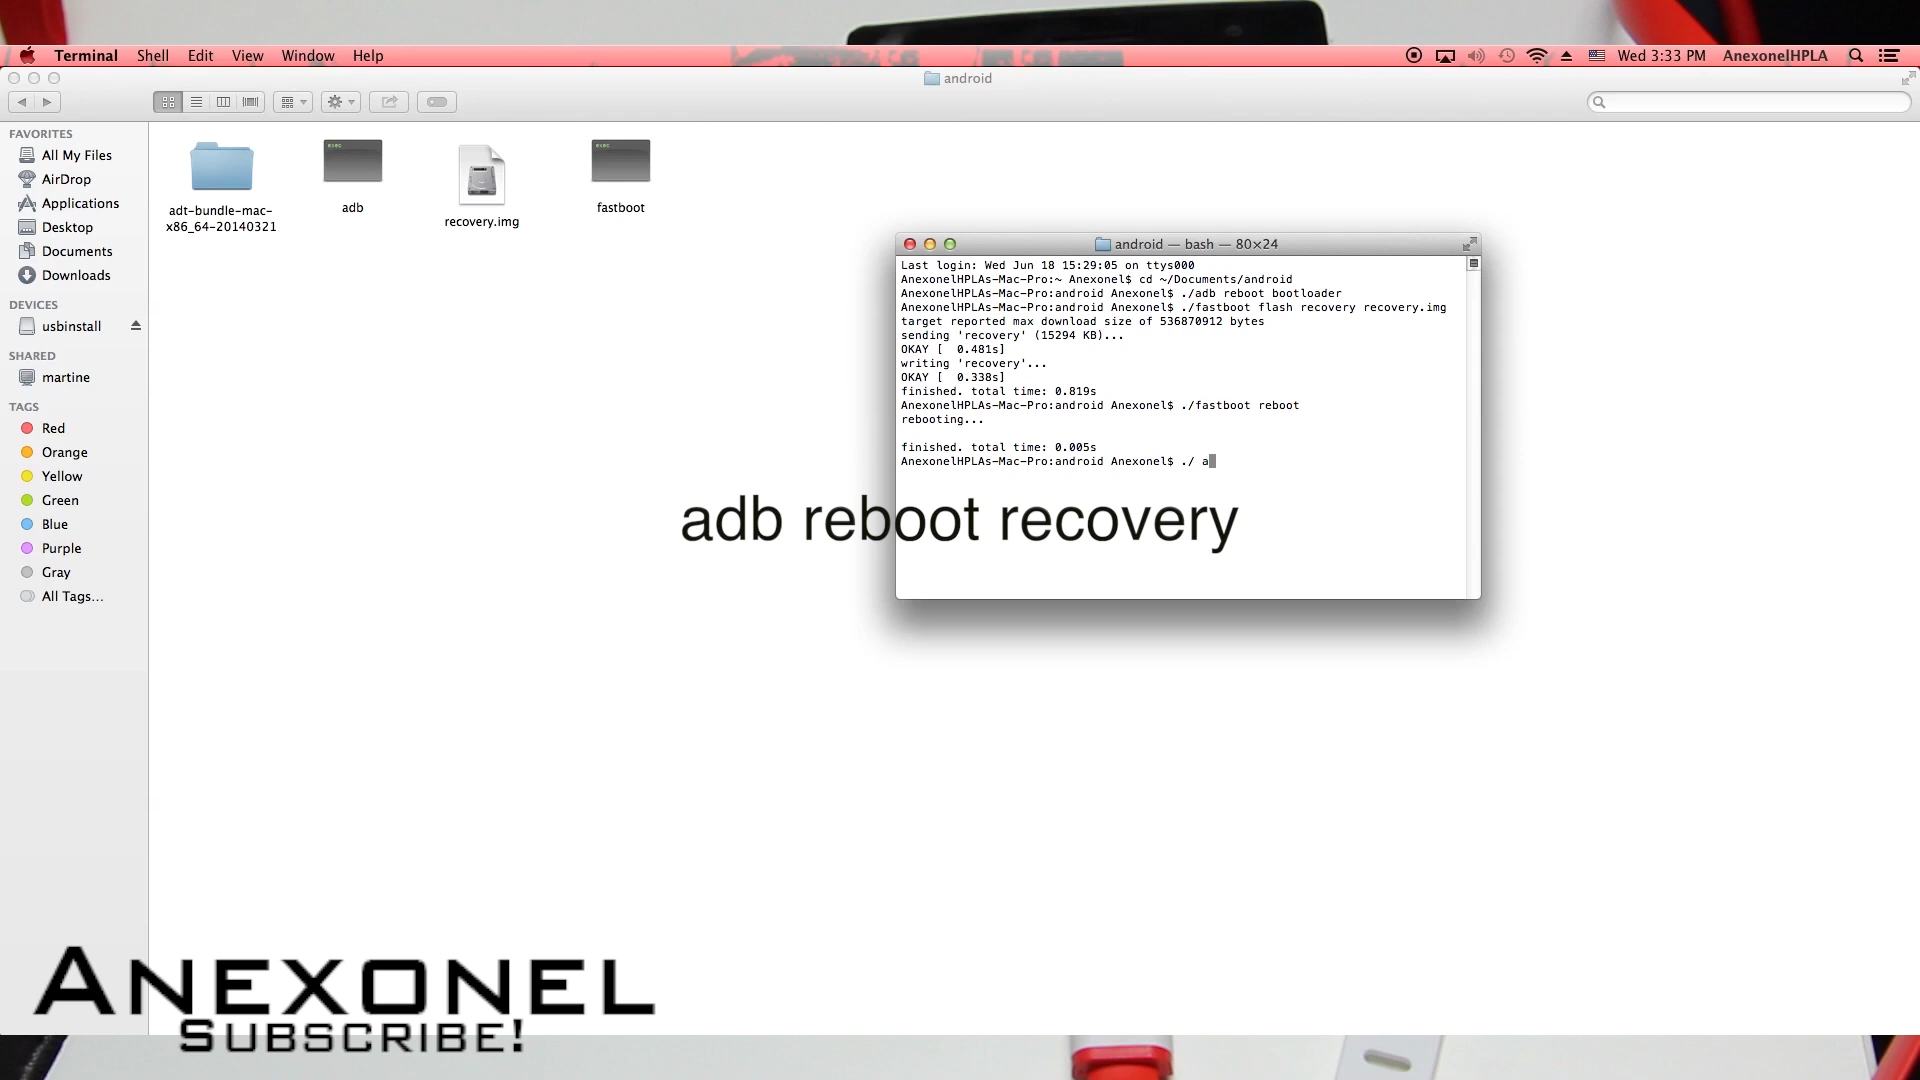 Terminal Shell Edit View Window Help Wed 3:33 PM AnexonelHPLA
android
FAVORITES
All My Files
AirDrop
Applications
Desktop
Documents
Downloads
DEVICES
usbinstall
SHARED
martine
TAGS
Red
Orange
Yellow
Green
Blue
Purple
Gray
All Tags...
adt-bundle-mac-
x86_64-20140321
exec
adb
recovery.img
exec
fastboot
android — bash — 80×24
Last login: Wed Jun 18 15:29:05 on ttys000
AnexonelHPLAs-Mac-Pro:~ Anexonel$ cd ~/Documents/android
AnexonelHPLAs-Mac-Pro:android Anexonel$ ./adb reboot bootloader
AnexonelHPLAs-Mac-Pro:android Anexonel$ ./fastboot flash recovery recovery.img
target reported max download size of 536870912 bytes
sending 'recovery' (15294 KB)...
OKAY [  0.481s]
writing 'recovery'...
OKAY [  0.338s]
finished. total time: 0.819s
AnexonelHPLAs-Mac-Pro:android Anexonel$ ./fastboot reboot
rebooting...
finished. total time: 0.005s
AnexonelHPLAs-Mac-Pro:android Anexonel$ ./ a
adb reboot recovery
ANEXONEL
SUBSCRIBE!